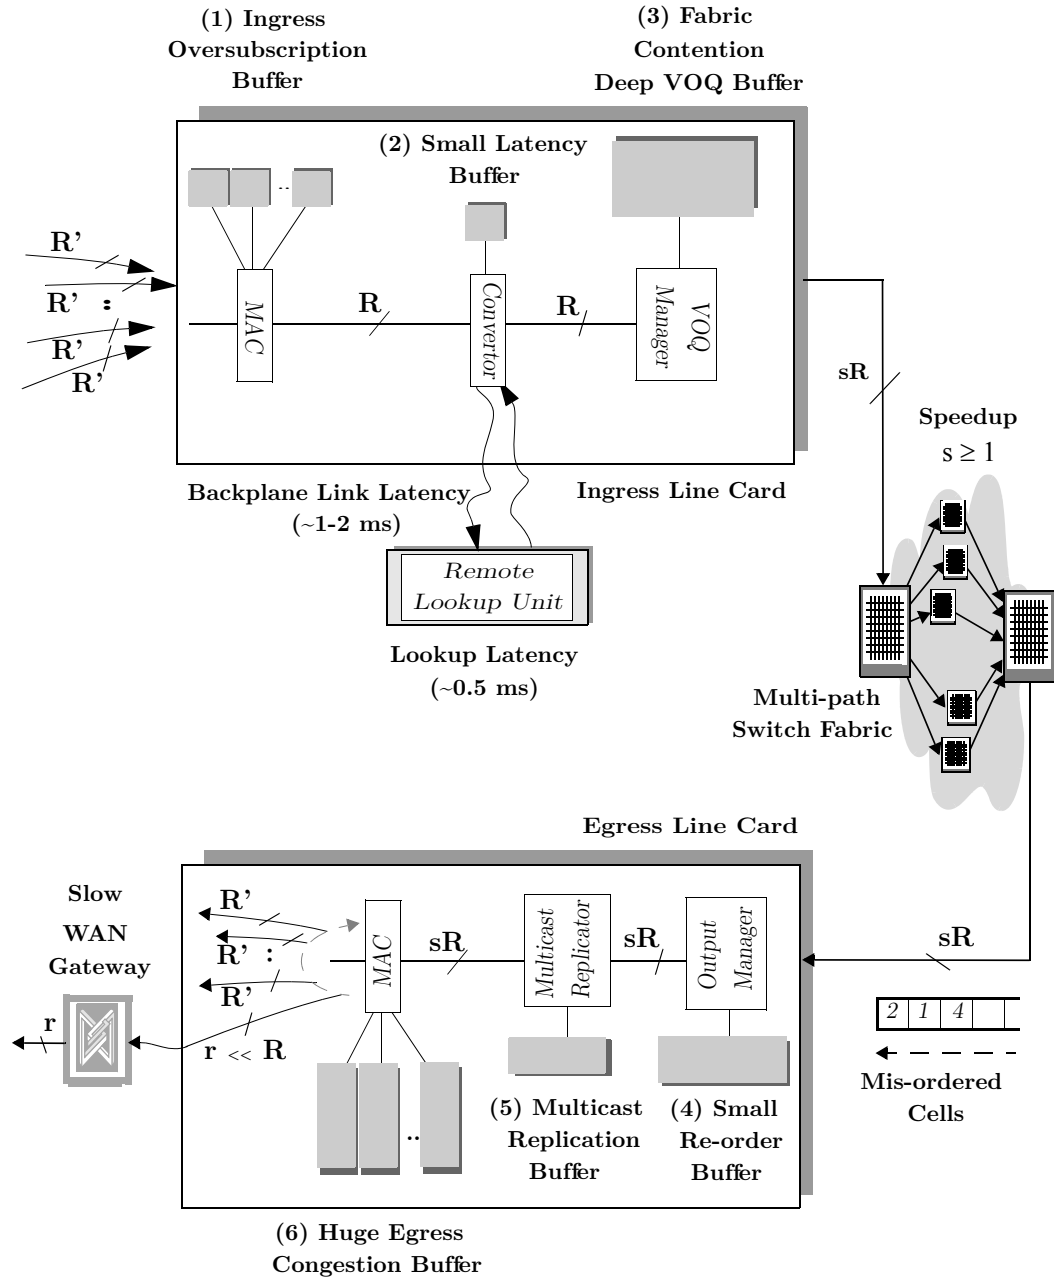 (1) Ingress
Oversubscription
Buffer
(3) Fabric
Contention
Deep VOQ Buffer
(2) Small Latency
Buffer
..
R'
R' :
R'
R'
MAC
R
Convertor
R
VOQ
Manager
sR
Speedup
s ≥ 1
Backplane Link Latency
(~1-2 ms)
Ingress Line Card
Remote
Lookup Unit
Lookup Latency
(~0.5 ms)
Multi-path
Switch Fabric
Egress Line Card
Slow
WAN
Gateway
r
R'
R' :
R'
r << R
MAC
sR
Multicast
Replicator
sR
Output
Manager
sR
2 1 4
Mis-ordered
Cells
..
(5) Multicast
Replication
Buffer
(4) Small
Re-order
Buffer
(6) Huge Egress
Congestion Buffer